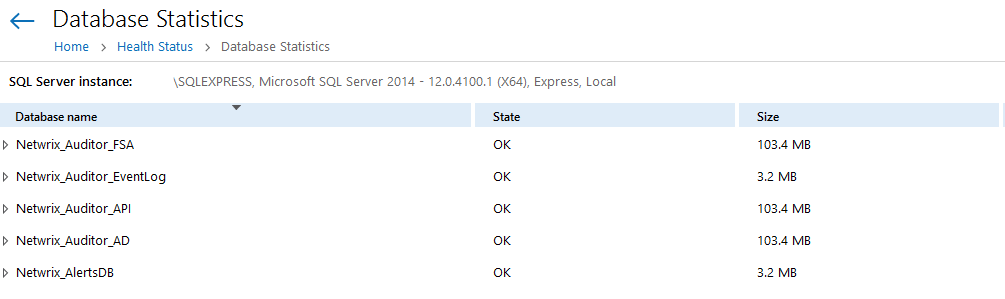 Database Statistics
Home > Health Status > Database Statistics
SQL Server instance: \SQLEXPRESS, Microsoft SQL Server 2014 - 12.0.4100.1 (X64), Express, Local
Database name State Size
Netwrix_Auditor_FSA OK 103.4 MB
Netwrix_Auditor_EventLog OK 3.2 MB
Netwrix_Auditor_API OK 103.4 MB
Netwrix_Auditor_AD OK 103.4 MB
Netwrix_AlertsDB OK 3.2 MB